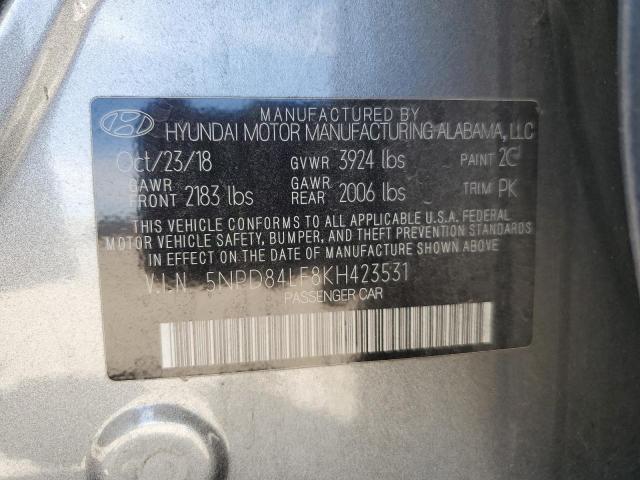 MANUFACTURED BY
HYUNDAI MOTOR MANUFACTURING ALABAMA, LLC
Oct/23/18 GVWR 3924 lbs PAINT 2C
GAWR FRONT 2183 lbs GAWR REAR 2006 lbs TRIM PK
THIS VEHICLE CONFORMS TO ALL APPLICABLE U.S.A. FEDERAL
MOTOR VEHICLE SAFETY, BUMPER, AND THEFT PREVENTION STANDARDS
IN EFFECT ON THE DATE OF MANUFACTURE SHOWN ABOVE.
V.I.N 5NPD84LF8KH423531
PASSENGER CAR